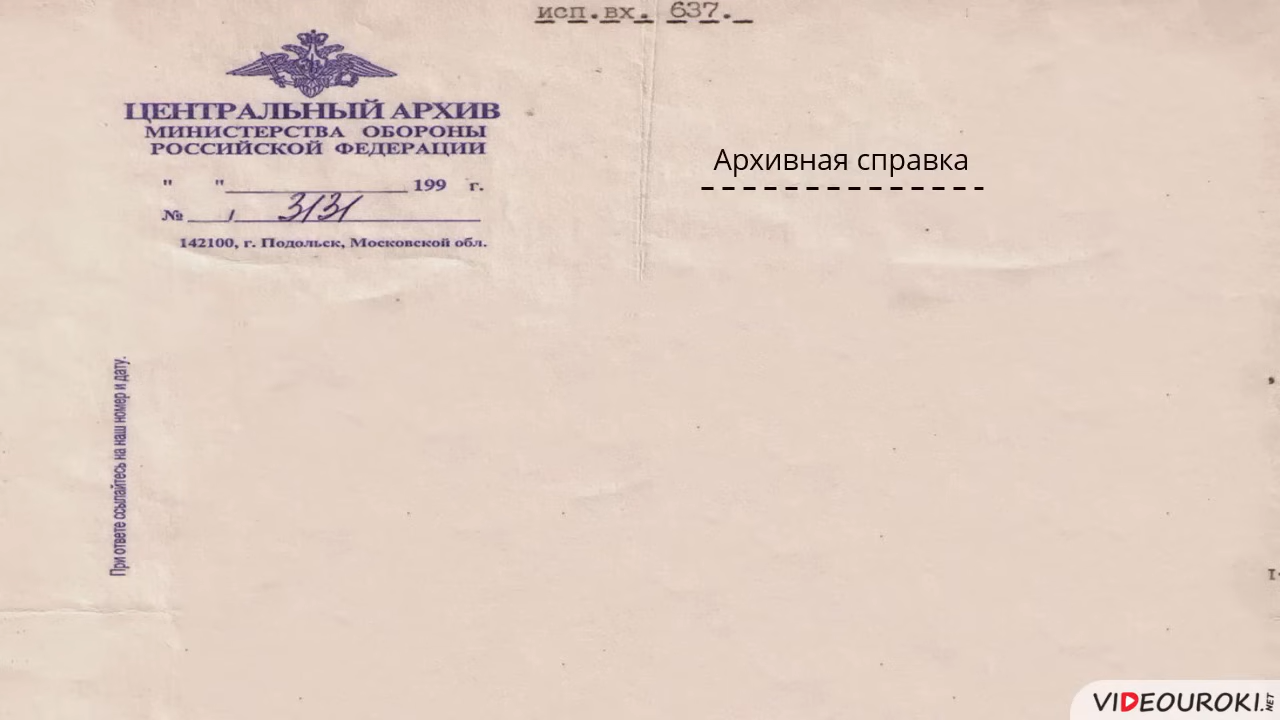 исп.вх. 637.
ЦЕНТРАЛЬНЫЙ АРХИВ
МИНИСТЕРСТВА ОБОРОНЫ
РОССИЙСКОЙ ФЕДЕРАЦИИ
" " 199 г.
№ / 3131
142100, г. Подольск, Московской обл.
Архивная справка
При ответе ссылайтесь на наш номер и дату.
VIDEOUROKI.NET